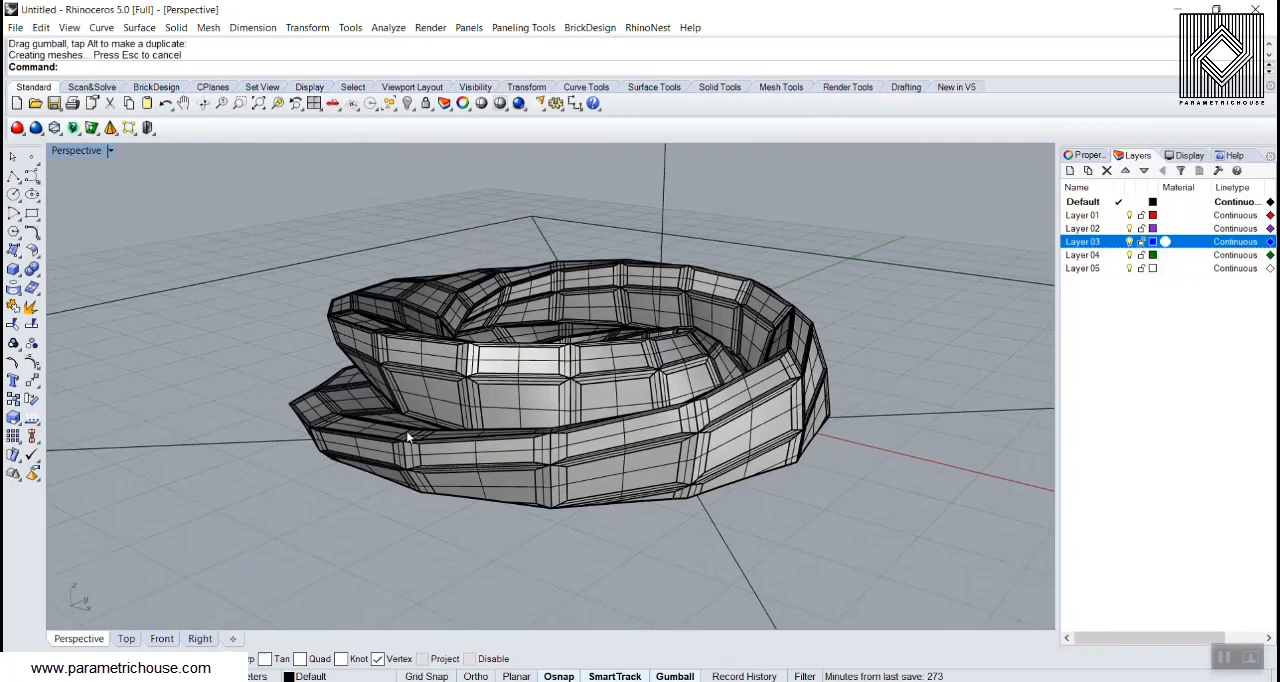 Untitled - Rhinoceros 5.0 [Full] - [Perspective]
File Edit View Curve Surface Solid Mesh Dimension Transform Tools Analyze Render Panels Paneling Tools BrickDesign RhinoNest Help
Drag gumball, tap Alt to make a duplicate:
Creating meshes... Press Esc to cancel
Command:
PARAMETRICHOUSE
Standard Scan&Solve BrickDesign CPlanes Set View Display Select Viewport Layout Visibility Transform Curve Tools Surface Tools Solid Tools Mesh Tools Render Tools Drafting New in V5
Perspective
Proper... Layers Display Help
Name Material Linetype
Default Continuo...
Layer 01 Continuous
Layer 02 Continuous
Layer 03 Continuous
Layer 04 Continuous
Layer 05 Continuous
z
y
x
Perspective Top Front Right
Tan Quad Knot Vertex Project Disable
www.parametrichouse.com
Default Grid Snap Ortho Planar Osnap SmartTrack Gumball Record History Filter Minutes from last save: 273